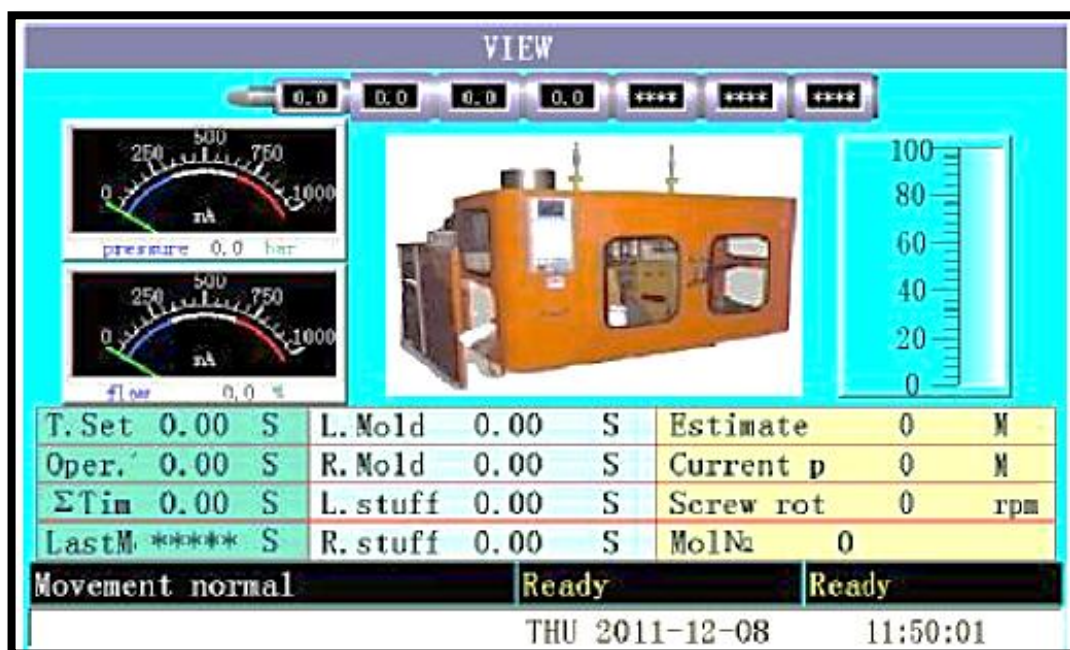 VIEW
0.0 0.0 0.0 0.0 **** **** ****
0 250 500 750 1000
mA
pressure 0.0 bar
0 250 500 750 1000
mA
flow 0.0 %
100
80
60
40
20
0
T.Set 0.00 S L.Mold 0.00 S Estimate 0 M
Oper. 0.00 S R.Mold 0.00 S Current p 0 M
ΣTim 0.00 S L.stuff 0.00 S Screw rot 0 rpm
LastM ***** S R.stuff 0.00 S Mol№ 0
Movement normal Ready Ready
THU 2011-12-08 11:50:01